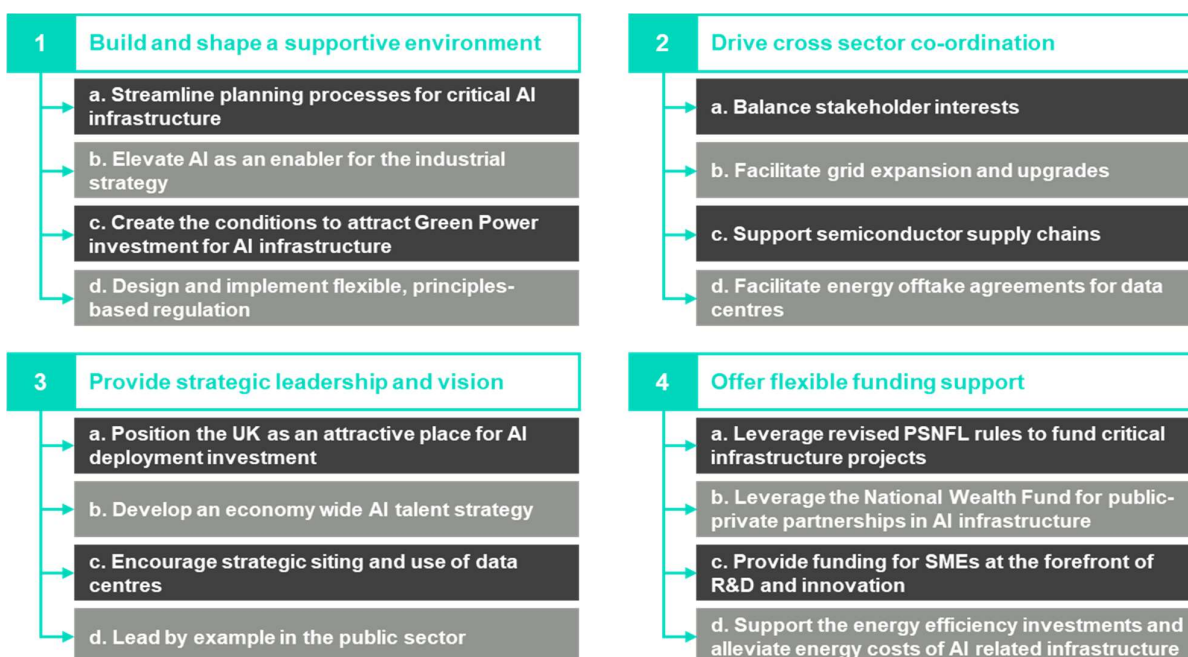 1
Build and shape a supportive environment
a. Streamline planning processes for critical AI
infrastructure
b. Elevate AI as an enabler for the industrial
strategy
c. Create the conditions to attract Green Power
investment for AI infrastructure
d. Design and implement flexible, principles-
based regulation
2
Drive cross sector co-ordination
a. Balance stakeholder interests
b. Facilitate grid expansion and upgrades
c. Support semiconductor supply chains
d. Facilitate energy offtake agreements for data
centres
3
Provide strategic leadership and vision
a. Position the UK as an attractive place for AI
deployment investment
b. Develop an economy wide AI talent strategy
c. Encourage strategic siting and use of data
centres
d. Lead by example in the public sector
4
Offer flexible funding support
a. Leverage revised PSNFL rules to fund critical
infrastructure projects
b. Leverage the National Wealth Fund for public-
private partnerships in AI infrastructure
c. Provide funding for SMEs at the forefront of
R&D and innovation
d. Support the energy efficiency investments and
alleviate energy costs of AI related infrastructure